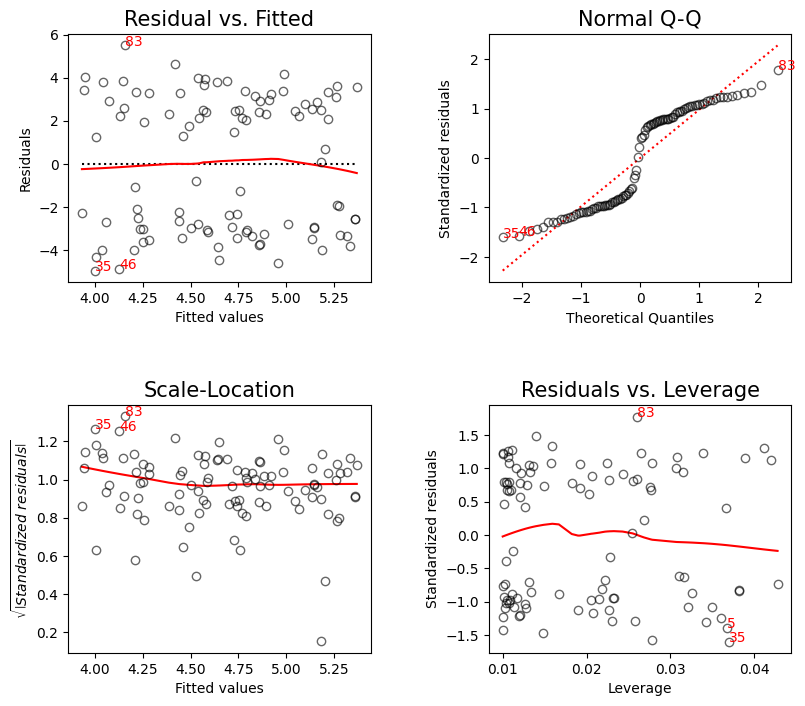 Residual vs. Fitted
83
35
46
Residuals
6
4
2
0
−2
−4
4.00 4.25 4.50 4.75 5.00 5.25
Fitted values
Normal Q-Q
83
35
46
Standardized residuals
2
1
0
−1
−2
−2 −1 0 1 2
Theoretical Quantiles
Scale-Location
83
35
46
√|Standardized residuals|
1.2
1.0
0.8
0.6
0.4
0.2
4.00 4.25 4.50 4.75 5.00 5.25
Fitted values
Residuals vs. Leverage
83
5
35
Standardized residuals
1.5
1.0
0.5
0.0
−0.5
−1.0
−1.5
0.01 0.02 0.03 0.04
Leverage